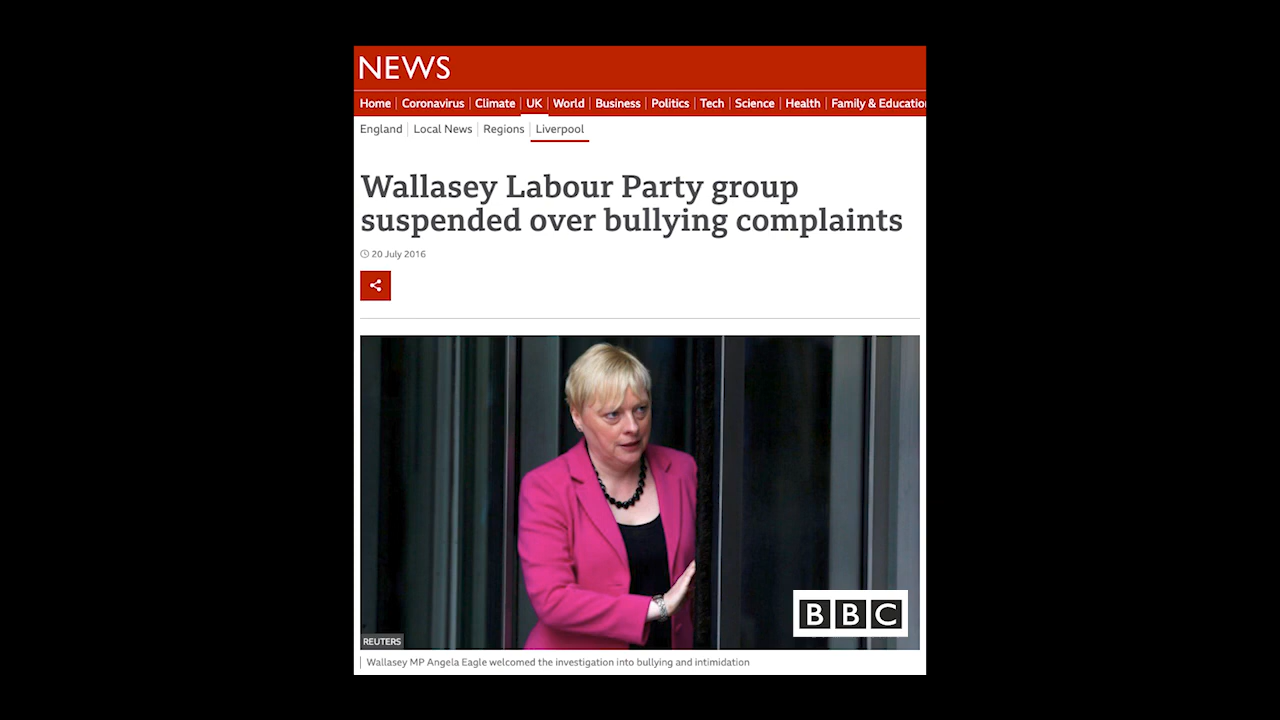 NEWS
Home Coronavirus Climate UK World Business Politics Tech Science Health Family & Education
England Local News Regions Liverpool
Wallasey Labour Party group
suspended over bullying complaints
20 July 2016
BBC
REUTERS
Wallasey MP Angela Eagle welcomed the investigation into bullying and intimidation